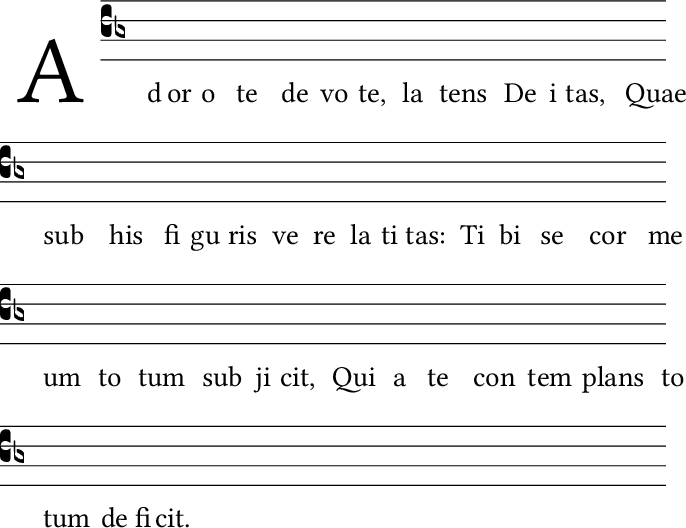 A dor o te de vo te, la tens De i tas, Quae
sub his fi gu ris ve re la ti tas: Ti bi se cor me
um to tum sub ji cit, Qui a te con tem plans to
tum de fi cit.